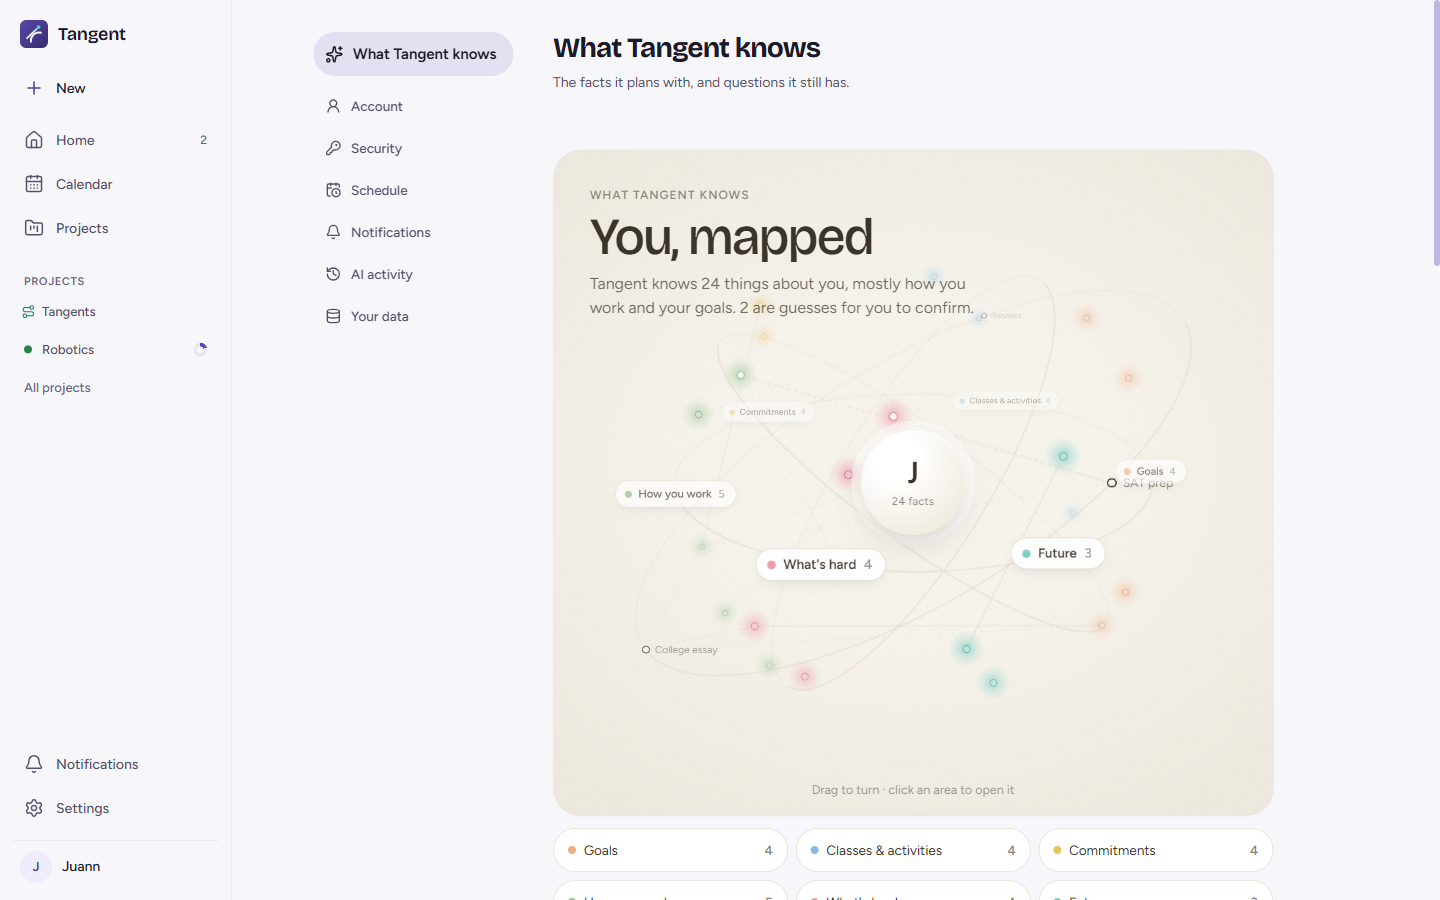 Tangent
New
Home 2
Calendar
Projects
PROJECTS
Tangents
Robotics
All projects
Notifications
Settings
J Juann
What Tangent knows
Account
Security
Schedule
Notifications
AI activity
Your data
What Tangent knows
The facts it plans with, and questions it still has.
WHAT TANGENT KNOWS
You, mapped
Tangent knows 24 things about you, mostly how you
work and your goals. 2 are guesses for you to confirm.
Robotics
Classes & activities 4
Commitments 4
Goals 4
SAT prep
J
24 facts
How you work 5
What's hard 4
Future 3
College essay
Drag to turn · click an area to open it
Goals 4
Classes & activities 4
Commitments 4